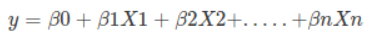 y = β0 + β1X1 + β2X2+.....+βnXn